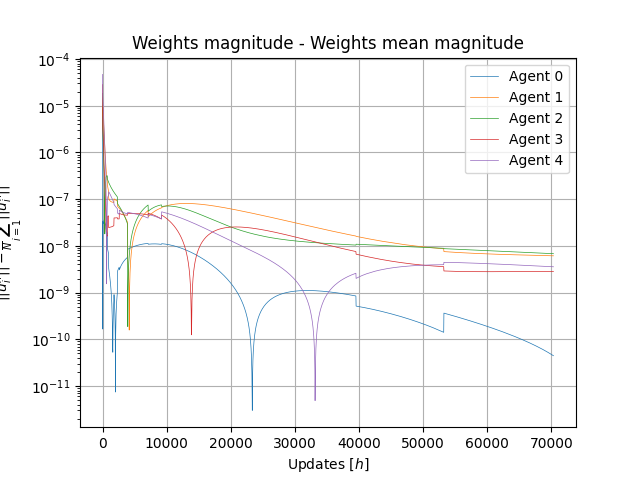 Weights magnitude - Weights mean magnitude
10⁻⁴
10⁻⁵
10⁻⁶
10⁻⁷
10⁻⁸
10⁻⁹
10⁻¹⁰
10⁻¹¹
Agent 0
Agent 1
Agent 2
Agent 3
Agent 4
0 10000 20000 30000 40000 50000 60000 70000
Updates [h]